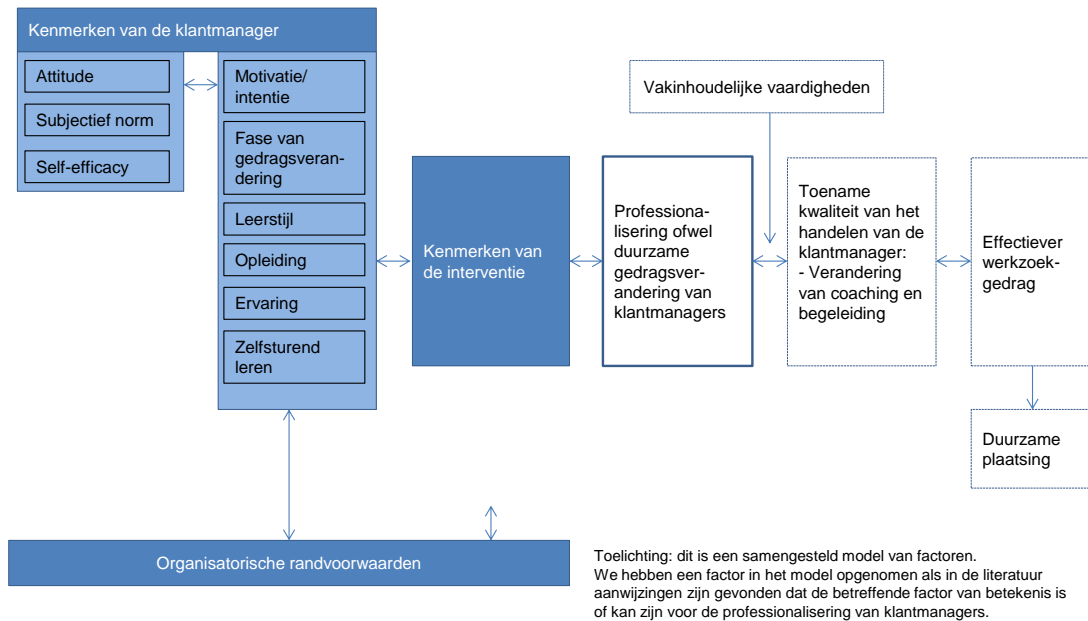 Kenmerken van de klantmanager
Attitude
Subjectief norm
Self-efficacy
Motivatie/
intentie
Fase van
gedragsveran-
dering
Leerstijl
Opleiding
Ervaring
Zelfsturend
leren
Kenmerken van
de interventie
Professiona-
lisering ofwel
duurzame
gedragsver-
andering van
klantmanagers
Vakinhoudelijke vaardigheden
Toename
kwaliteit van het
handelen van de
klantmanager:
- Verandering
van coaching en
begeleiding
Effectiever
werkzoek-
gedrag
Duurzame
plaatsing
Organisatorische randvoorwaarden
Toelichting: dit is een samengesteld model van factoren.
We hebben een factor in het model opgenomen als in de literatuur
aanwijzingen zijn gevonden dat de betreffende factor van betekenis is
of kan zijn voor de professionalisering van klantmanagers.